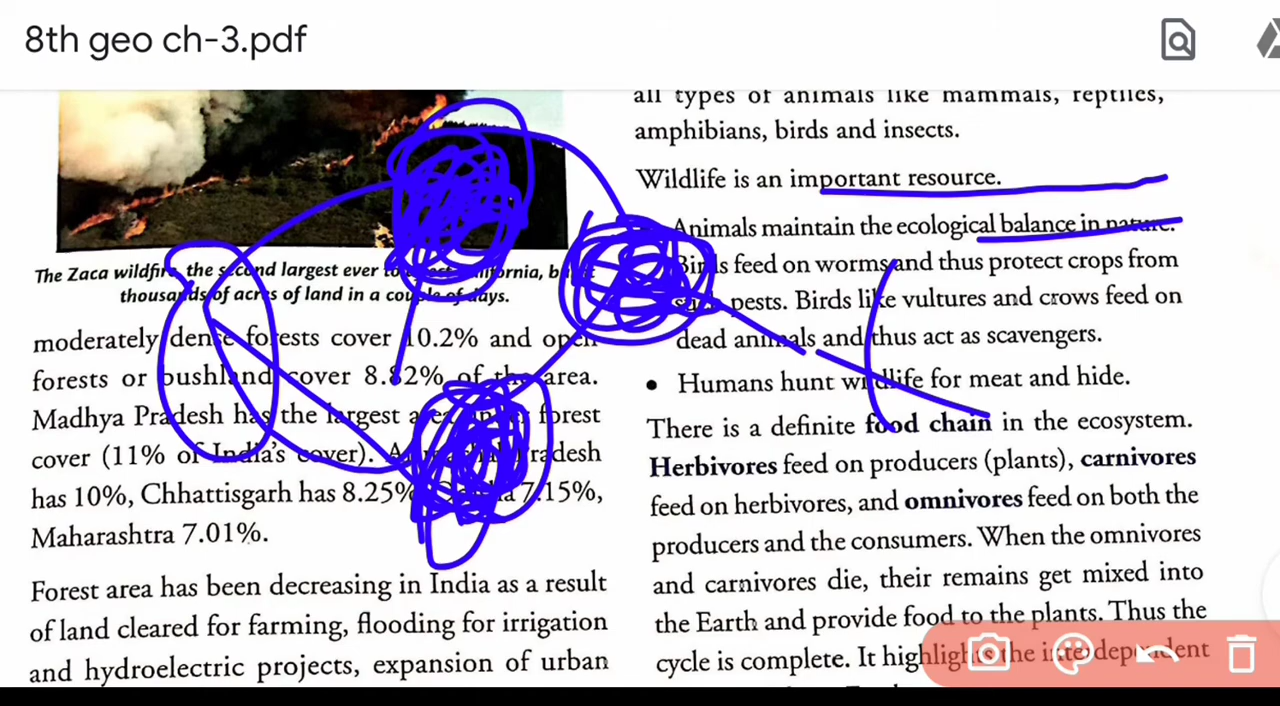 8th geo ch-3.pdf
The Zaca wildfire, the second largest ever to California, b
thousands of acres of land in a couple of days.
moderately dense forests cover 10.2% and open
forests or bushland cover 8.82% of the area.
Madhya Pradesh has the largest area under forest
cover (11% of India's cover). Pradesh
has 10%, Chhattisgarh has 8.25% 7.15%,
Maharashtra 7.01%.
Forest area has been decreasing in India as a result
of land cleared for farming, flooding for irrigation
and hydroelectric projects, expansion of urban
all types of animals like mammals, reptiles,
amphibians, birds and insects.
Wildlife is an important resource.
Animals maintain the ecological balance in nature.
Birds feed on worms and thus protect crops from
such pests. Birds like vultures and crows feed on
dead animals and thus act as scavengers.
• Humans hunt wildlife for meat and hide.
There is a definite food chain in the ecosystem.
Herbivores feed on producers (plants), carnivores
feed on herbivores, and omnivores feed on both the
producers and the consumers. When the omnivores
and carnivores die, their remains get mixed into
the Earth and provide food to the plants. Thus the
cycle is complete. It highlights the interdependent